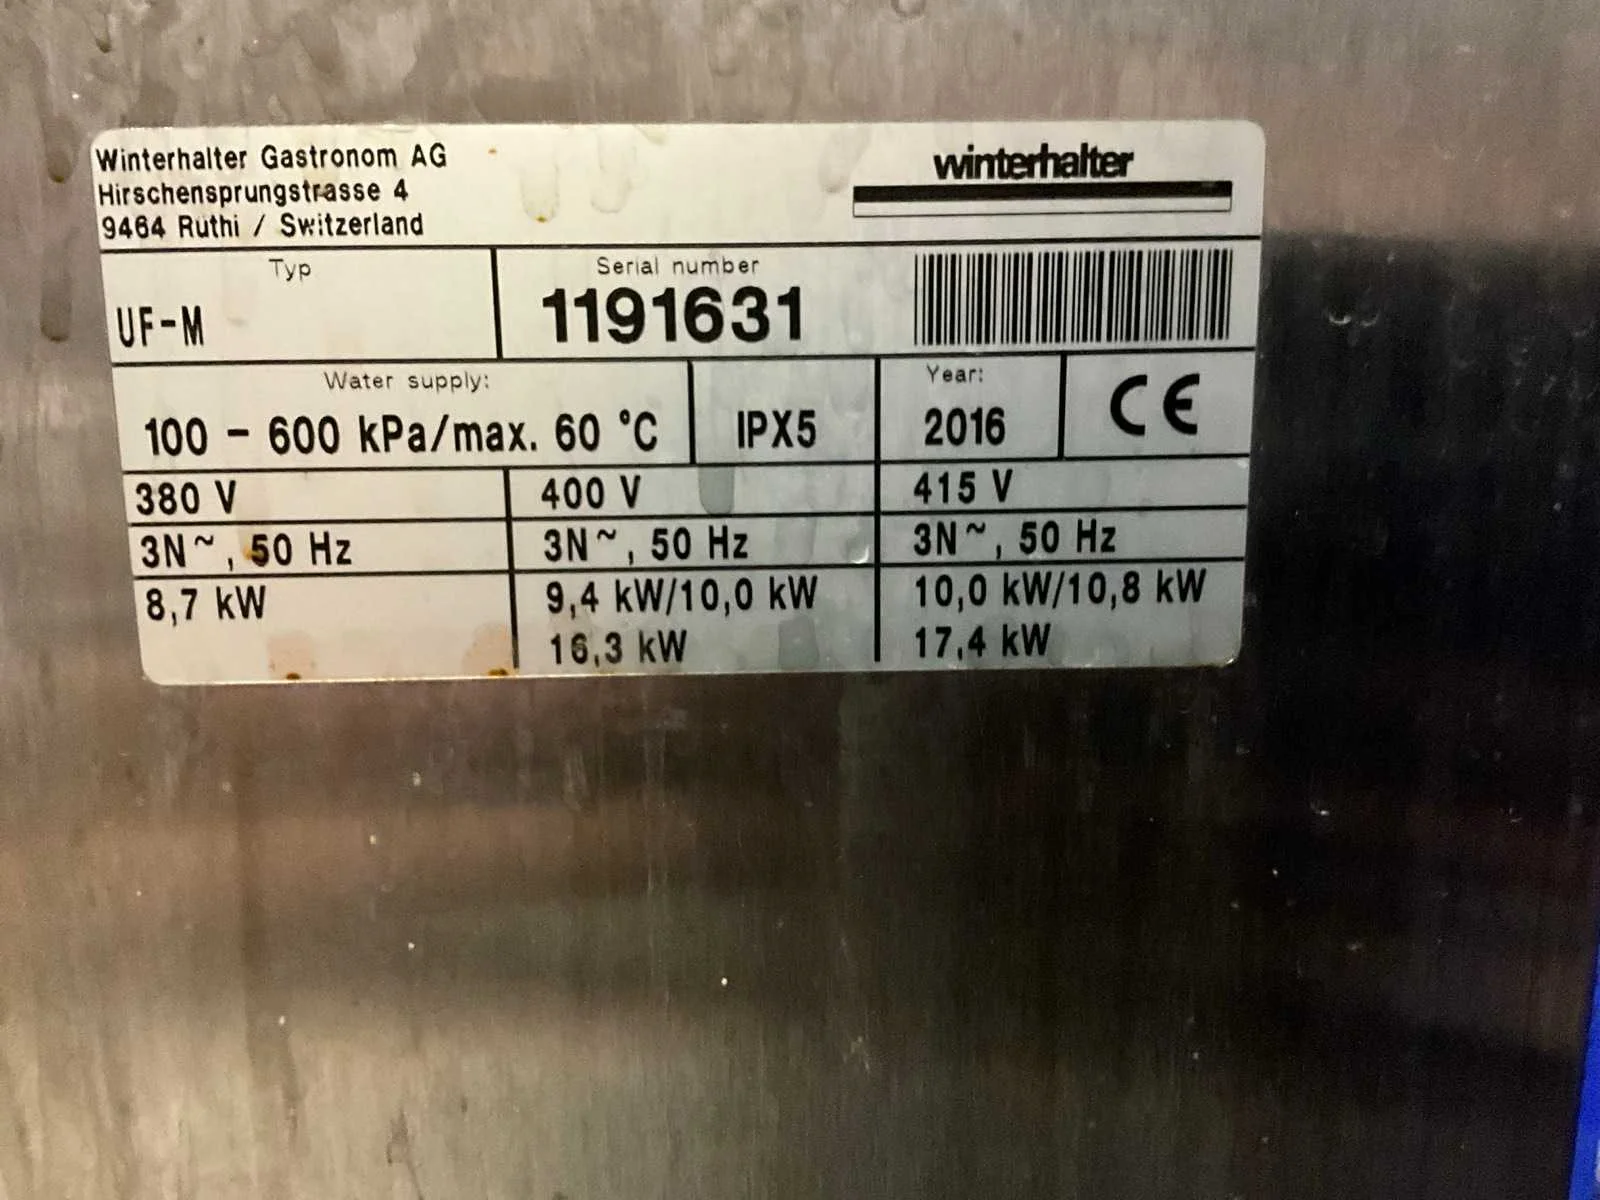 Winterhalter Gastronom AG
Hirschensprungstrasse 4
9464 Ruthi / Switzerland
winterhalter
Typ
UF-M
Serial number
1191631
Water supply:
100 - 600 kPa/max. 60 °C
IPX5
Year:
2016
CE
380 V
400 V
415 V
3N~, 50 Hz
3N~, 50 Hz
3N~, 50 Hz
8,7 kW
9,4 kW/10,0 kW
10,0 kW/10,8 kW
16,3 kW
17,4 kW